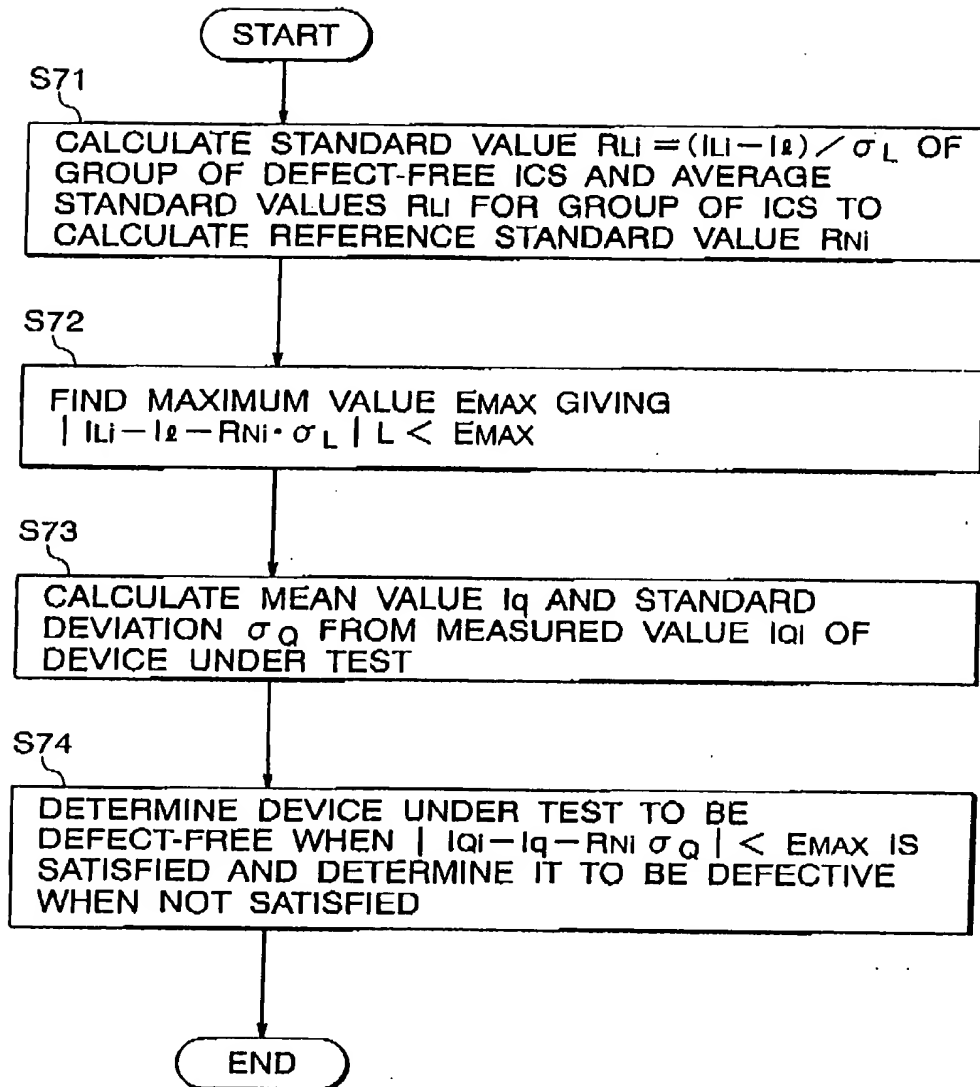 START
S71
CALCULATE STANDARD VALUE RLi=(ILi-Iℓ)/σL OF
GROUP OF DEFECT-FREE ICS AND AVERAGE
STANDARD VALUES RLi FOR GROUP OF ICS TO
CALCULATE REFERENCE STANDARD VALUE RNi
S72
FIND MAXIMUM VALUE EMAX GIVING
| ILi-Iℓ-RNi·σL | L < EMAX
S73
CALCULATE MEAN VALUE Iq AND STANDARD
DEVIATION σQ FROM MEASURED VALUE IQi OF
DEVICE UNDER TEST
S74
DETERMINE DEVICE UNDER TEST TO BE
DEFECT-FREE WHEN | IQi-Iq-RNi σQ | < EMAX IS
SATISFIED AND DETERMINE IT TO BE DEFECTIVE
WHEN NOT SATISFIED
END